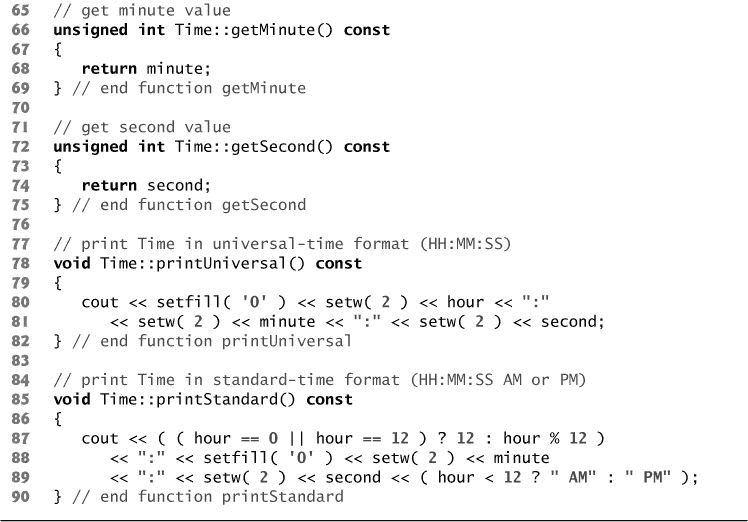 65 // get minute value
66 unsigned int Time::getMinute() const
67 {
68    return minute;
69 } // end function getMinute
70
71 // get second value
72 unsigned int Time::getSecond() const
73 {
74    return second;
75 } // end function getSecond
76
77 // print Time in universal-time format (HH:MM:SS)
78 void Time::printUniversal() const
79 {
80    cout << setfill( '0' ) << setw( 2 ) << hour << ":"
81       << setw( 2 ) << minute << ":" << setw( 2 ) << second;
82 } // end function printUniversal
83
84 // print Time in standard-time format (HH:MM:SS AM or PM)
85 void Time::printStandard() const
86 {
87    cout << ( ( hour == 0 || hour == 12 ) ? 12 : hour % 12 )
88       << ":" << setfill( '0' ) << setw( 2 ) << minute
89       << ":" << setw( 2 ) << second << ( hour < 12 ? " AM" : " PM" );
90 } // end function printStandard